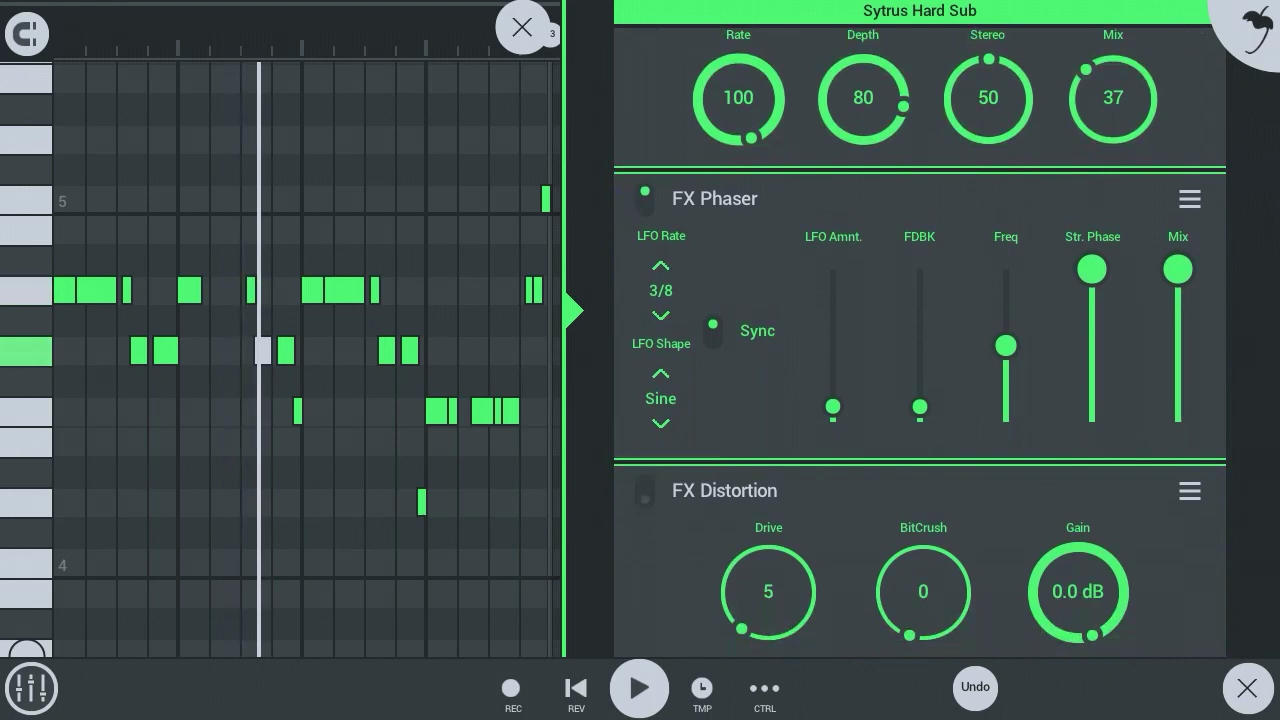 Sytrus Hard Sub
3
Rate Depth Stereo Mix
100 80 50 37
5
FX Phaser
LFO Rate LFO Amnt. FDBK Freq Str. Phase Mix
3/8
Sync
LFO Shape
Sine
4
FX Distortion
Drive BitCrush Gain
5 0 0.0 dB
REC REV TMP CTRL
Undo